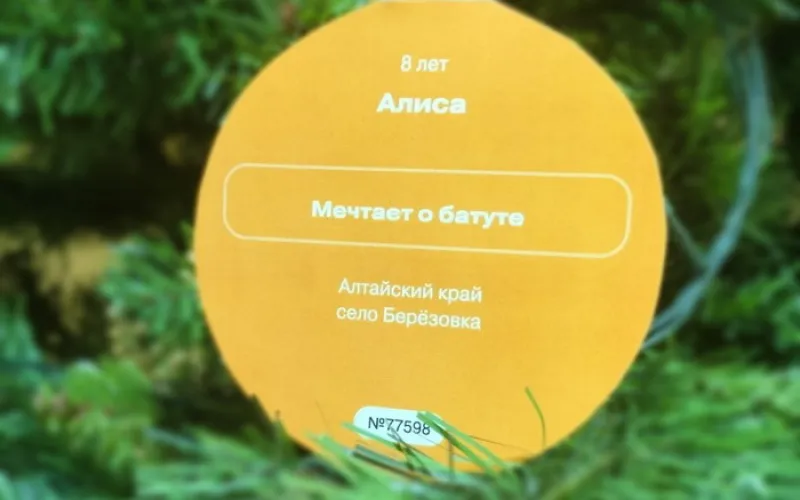 8 лет
Алиса
Мечтает о батуте
Алтайский край
село Берёзовка
№77598